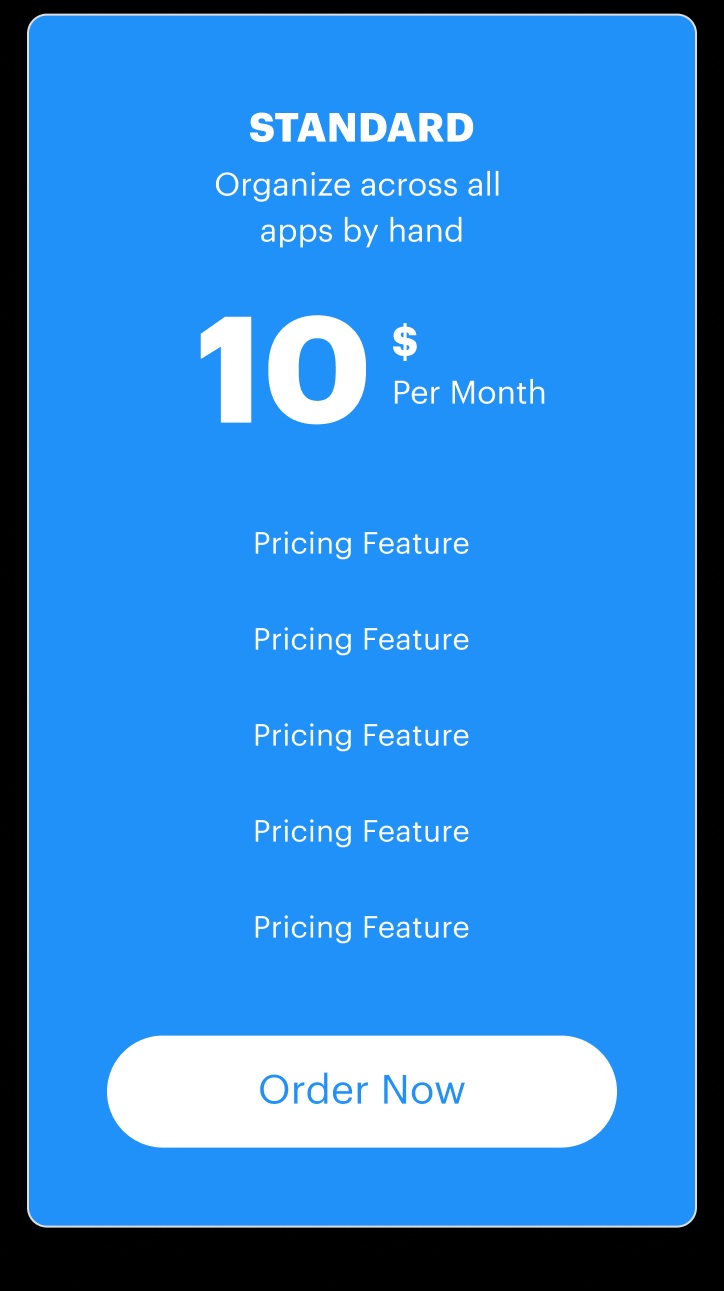 STANDARD
Organize across all
apps by hand
10
$
Per Month
Pricing Feature
Pricing Feature
Pricing Feature
Pricing Feature
Pricing Feature
Order Now